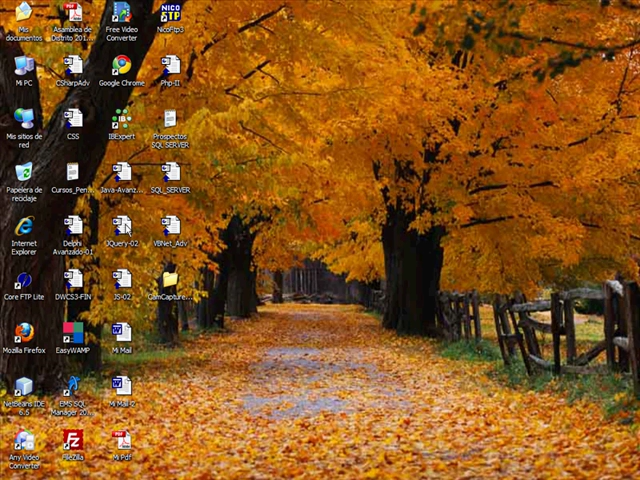 Mis
documentos
Mi PC
Mis sitios de
red
Papelera de
reciclaje
Internet
Explorer
Core FTP Lite
Mozilla Firefox
NetBeans IDE
6.5
Any Video
Converter
Asamblea de
Distrito 201...
CSharpAdv
CSS
Cursos_Pen...
Delphi
Avanzado-01
DWCS3-FIN
EasyWAMP
EMS SQL
Manager 20...
FileZilla
Free Video
Converter
Google Chrome
IBExpert
Java-Avanz...
JQuery-02
JS-02
Mi Mail
Mi Mail-2
Mi Pdf
NICO
FTP
NicoFtp3
Php-II
Prospectos
SQLSERVER
SQL_SERVER
VBNet_Adv
CamCapture...